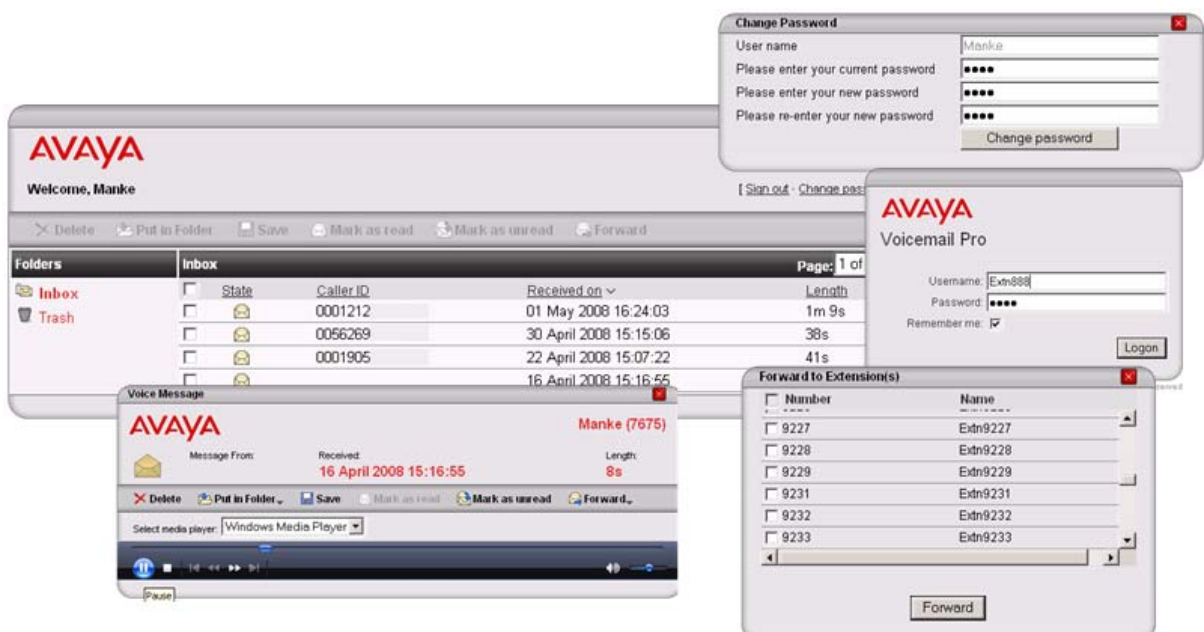 Change Password
User name
Manke
Please enter your current password
Please enter your new password
Please re-enter your new password
Change password
AVAYA
Welcome, Manke
[ Sign out - Change
Delete Put in Folder Save Mark as read Mark as unread Forward
Folders
Inbox
Trash
Inbox Page: 1 of
State Caller ID Received on Length
0001212 01 May 2008 16:24:03 1m 9s
0056269 30 April 2008 15:15:06 38s
0001905 22 April 2008 15:07:22 41s
16 April 2008 15:16:55
AVAYA
Voicemail Pro
Username: Extn888
Password:
Remember me:
Logon
Voice Message
AVAYA
Manke (7675)
Message From: Received: Length:
16 April 2008 15:16:55 8s
Delete Put in Folder Save Mark as read Mark as unread Forward
Select media player: Windows Media Player
Pause
Forward to Extension(s)
Number Name
9227 Extn9227
9228 Extn9228
9229 Extn9229
9231 Extn9231
9232 Extn9232
9233 Extn9233
Forward